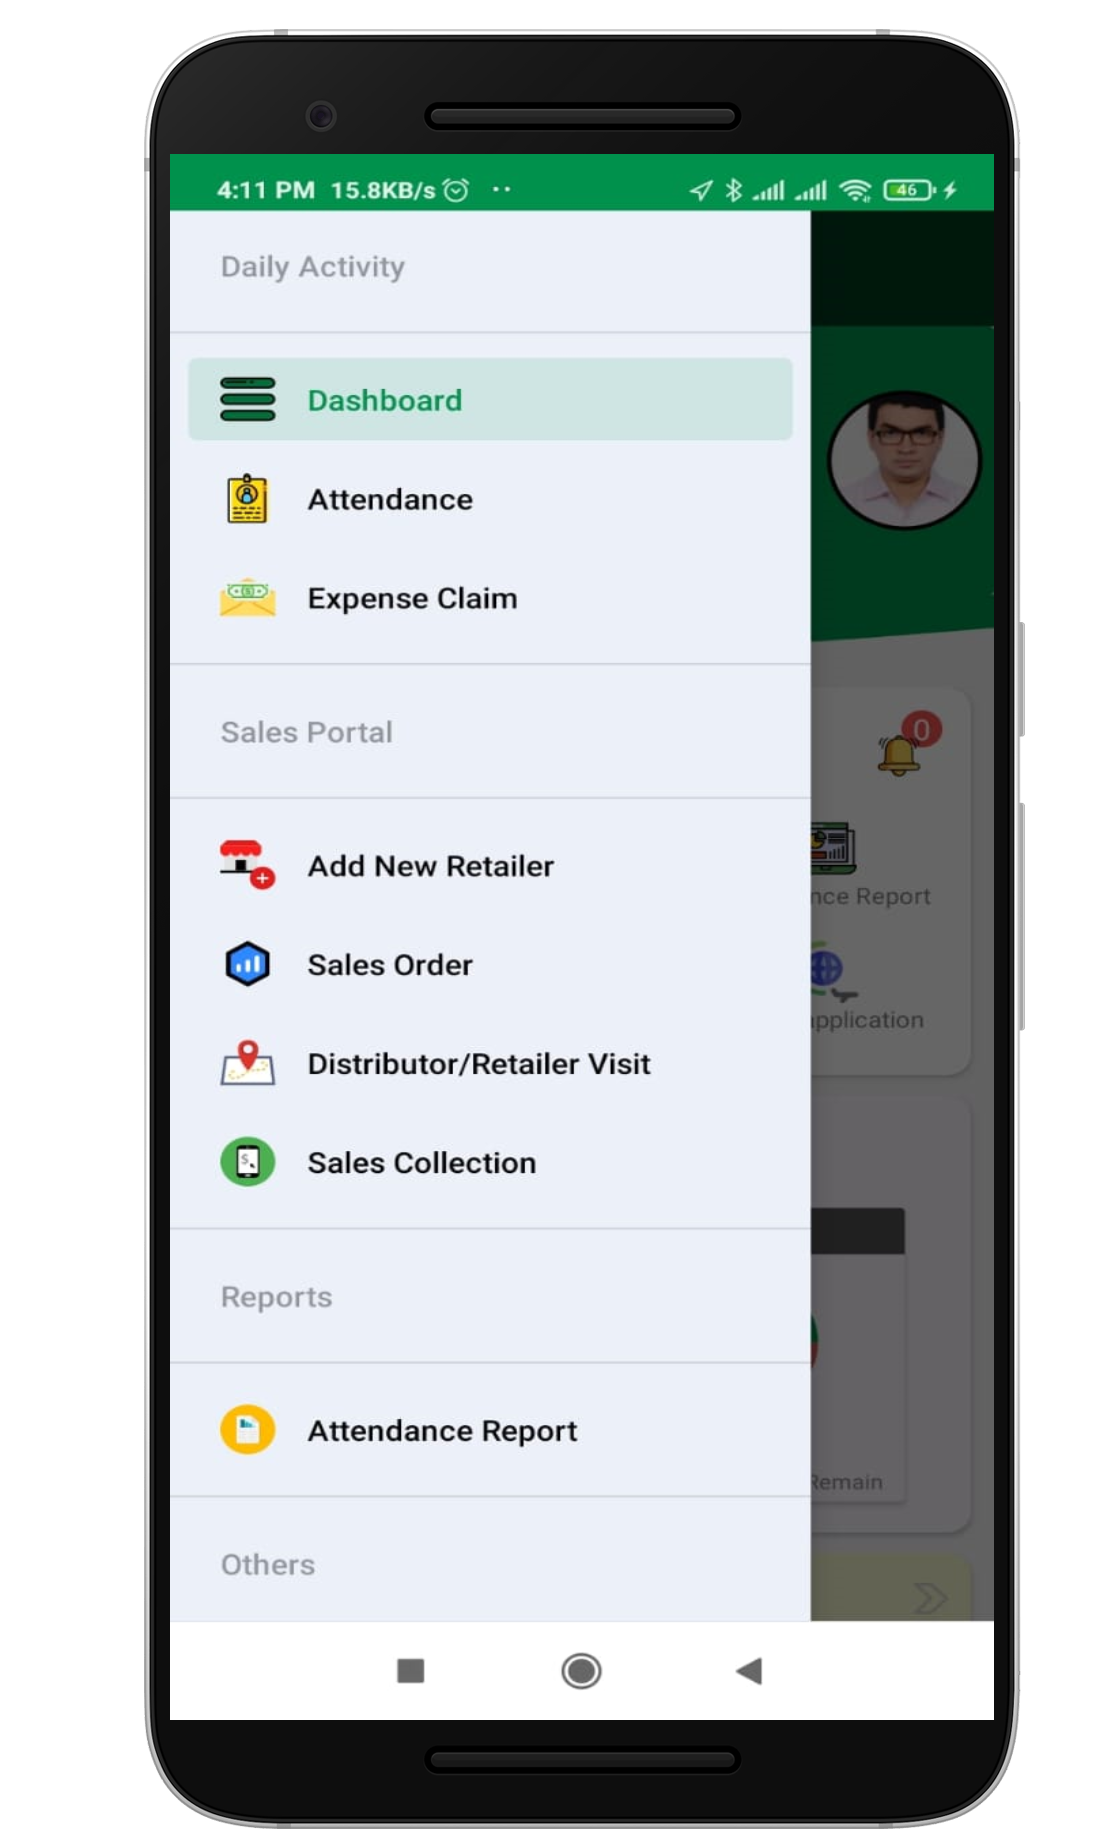 4:11 PM 15.8KB/s ·· 46
Daily Activity
Dashboard
Attendance
Expense Claim
Sales Portal
0
Add New Retailer
nce Report
Sales Order
pplication
Distributor/Retailer Visit
Sales Collection
Reports
Attendance Report
Remain
Others